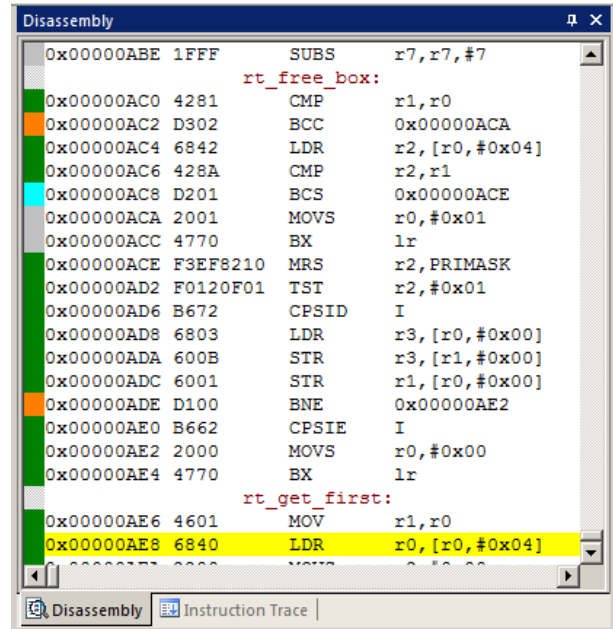 Disassembly
0x00000ABE 1FFF SUBS r7,r7,#7
rt_free_box:
0x00000AC0 4281 CMP r1,r0
0x00000AC2 D302 BCC 0x00000ACA
0x00000AC4 6842 LDR r2,[r0,#0x04]
0x00000AC6 428A CMP r2,r1
0x00000AC8 D201 BCS 0x00000ACE
0x00000ACA 2001 MOVS r0,#0x01
0x00000ACC 4770 BX lr
0x00000ACE F3EF8210 MRS r2,PRIMASK
0x00000AD2 F0120F01 TST r2,#0x01
0x00000AD6 B672 CPSID I
0x00000AD8 6803 LDR r3,[r0,#0x00]
0x00000ADA 600B STR r3,[r1,#0x00]
0x00000ADC 6001 STR r1,[r0,#0x00]
0x00000ADE D100 BNE 0x00000AE2
0x00000AE0 B662 CPSIE I
0x00000AE2 2000 MOVS r0,#0x00
0x00000AE4 4770 BX lr
rt_get_first:
0x00000AE6 4601 MOV r1,r0
0x00000AE8 6840 LDR r0,[r0,#0x04]
Disassembly Instruction Trace